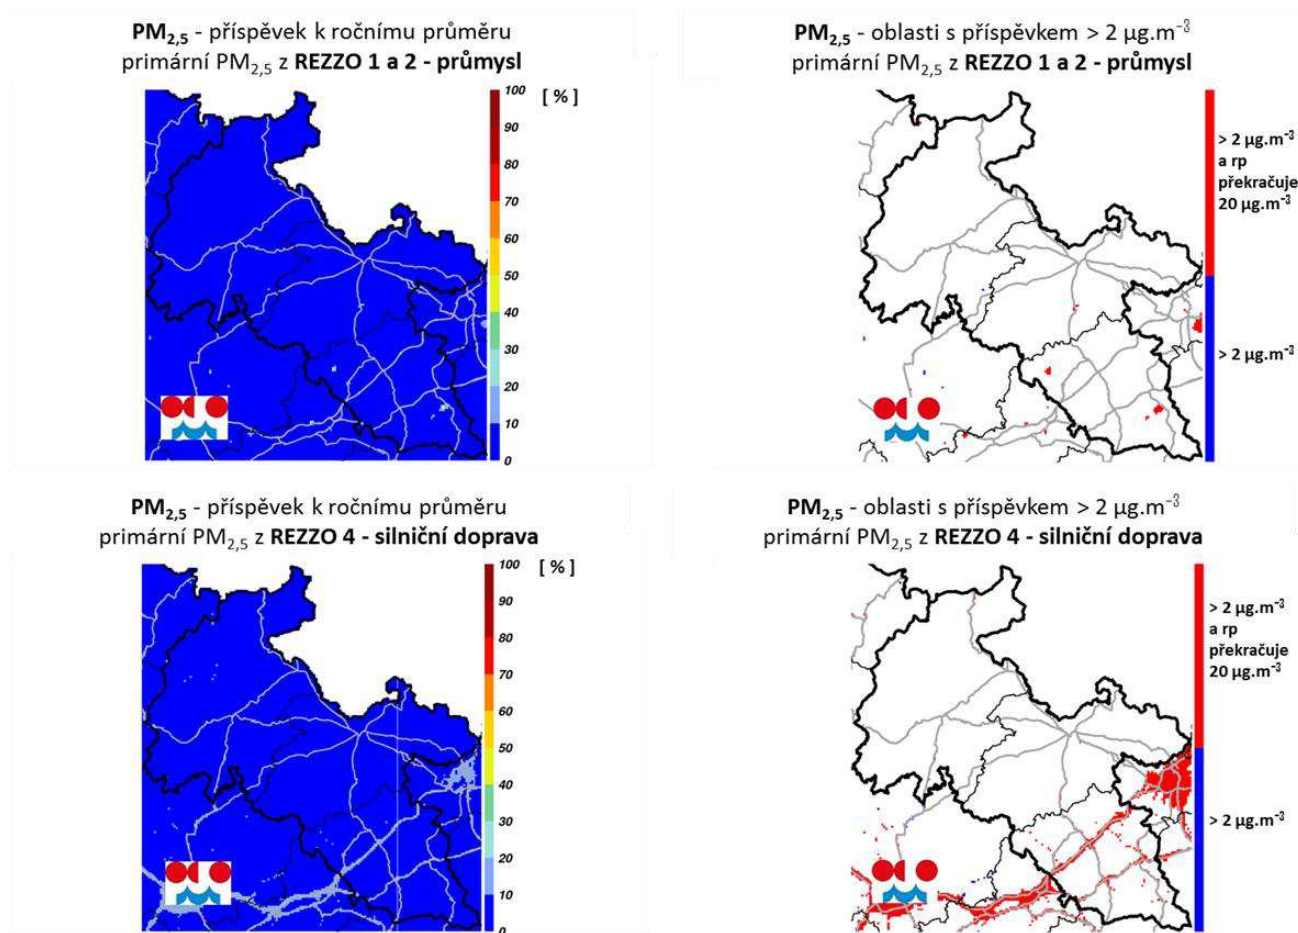 PM2,5 - příspěvek k ročnímu průměru
primární PM2,5 z REZZO 1 a 2 - průmysl
100
[ % ]
90
80
70
60
50
40
30
20
10
0
PM2,5 - oblasti s příspěvkem > 2 µg.m⁻³
primární PM2,5 z REZZO 1 a 2 - průmysl
> 2 µg.m⁻³
a rp
překračuje
20 µg.m⁻³
> 2 µg.m⁻³
PM2,5 - příspěvek k ročnímu průměru
primární PM2,5 z REZZO 4 - silniční doprava
100
[ % ]
90
80
70
60
50
40
30
20
10
0
PM2,5 - oblasti s příspěvkem > 2 µg.m⁻³
primární PM2,5 z REZZO 4 - silniční doprava
> 2 µg.m⁻³
a rp
překračuje
20 µg.m⁻³
> 2 µg.m⁻³